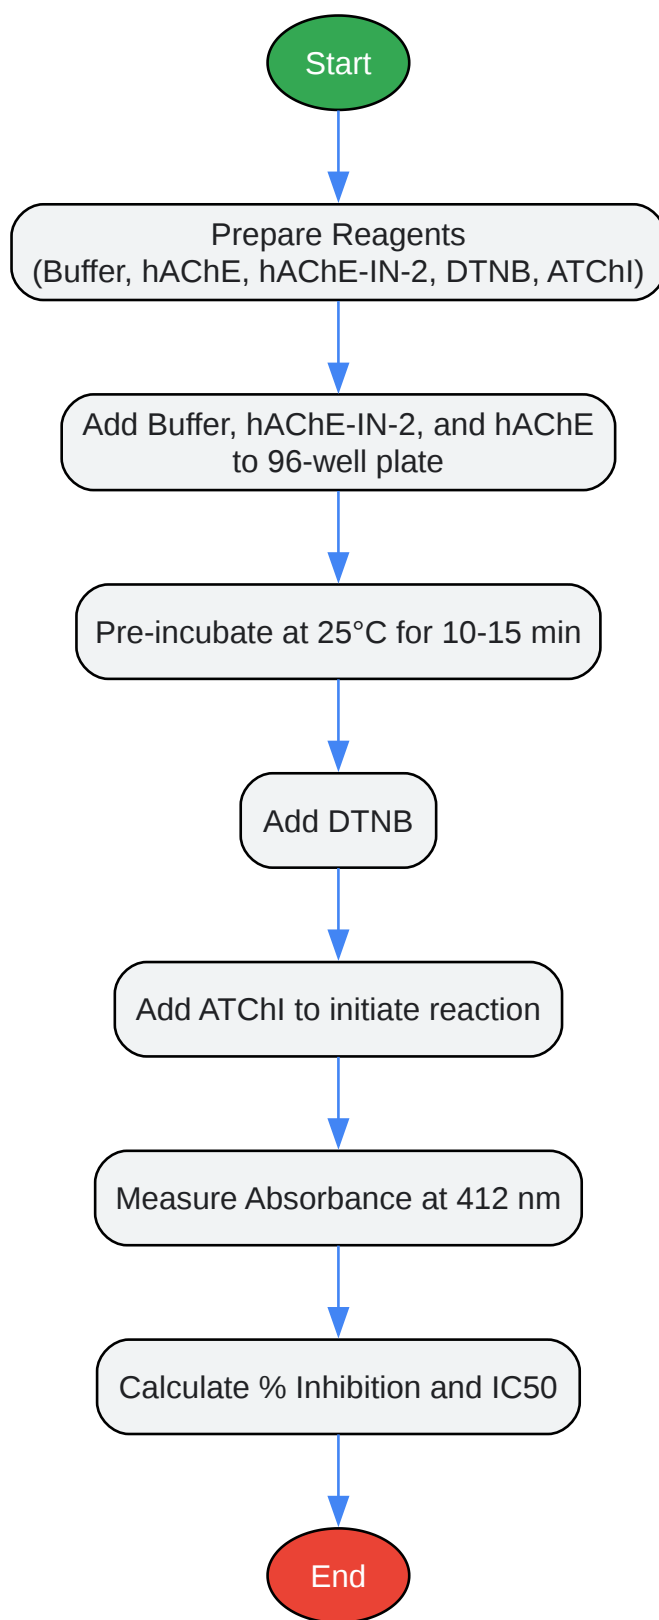 Start
Prepare Reagents
(Buffer, hAChE, hAChE-IN-2, DTNB, ATChI)
Add Buffer, hAChE-IN-2, and hAChE
to 96-well plate
Pre-incubate at 25°C for 10-15 min
Add DTNB
Add ATChI to initiate reaction
Measure Absorbance at 412 nm
Calculate % Inhibition and IC50
End